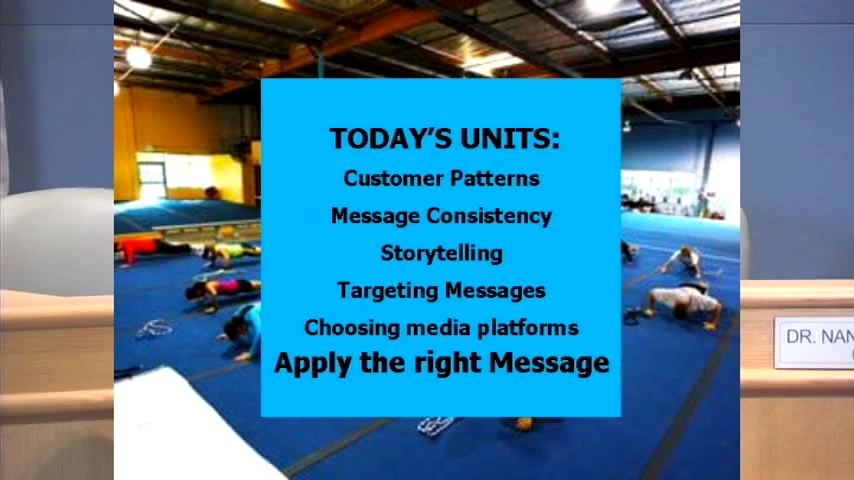 TODAY'S UNITS:
Customer Patterns
Message Consistency
Storytelling
Targeting Messages
Choosing media platforms
Apply the right Message
DR. NAN